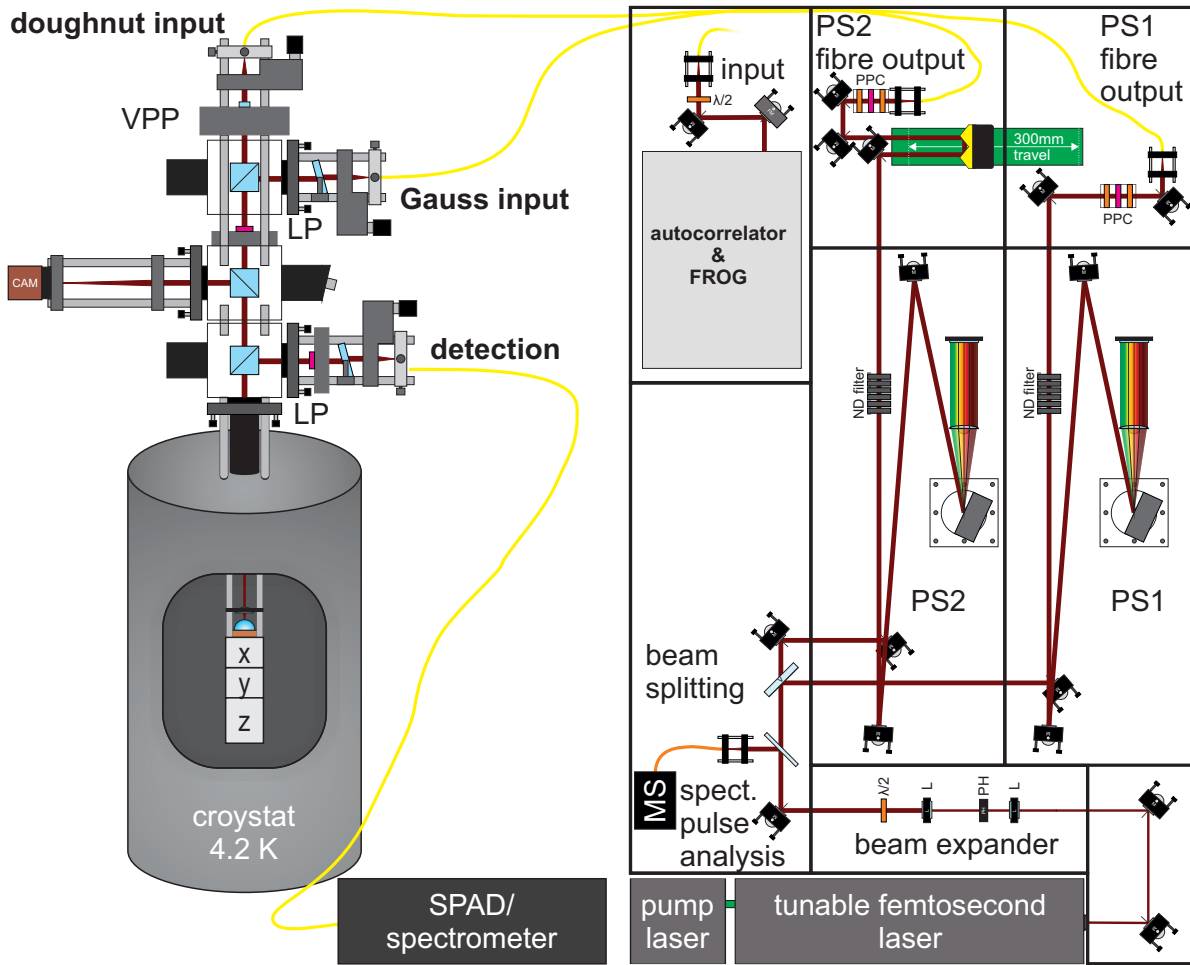 doughnut input
VPP
Gauss input
LP
CAM
detection
LP
x
y
z
croystat
4.2 K
SPAD/
spectrometer
input
λ/2
autocorrelator
&
FROG
PS2
fibre output
PPC
300mm
travel
PS1
fibre
output
PPC
ND filter
PS2
ND filter
PS1
beam
splitting
MS
spect.
pulse
analysis
λ/2
L
PH
L
beam expander
pump
laser
tunable femtosecond
laser